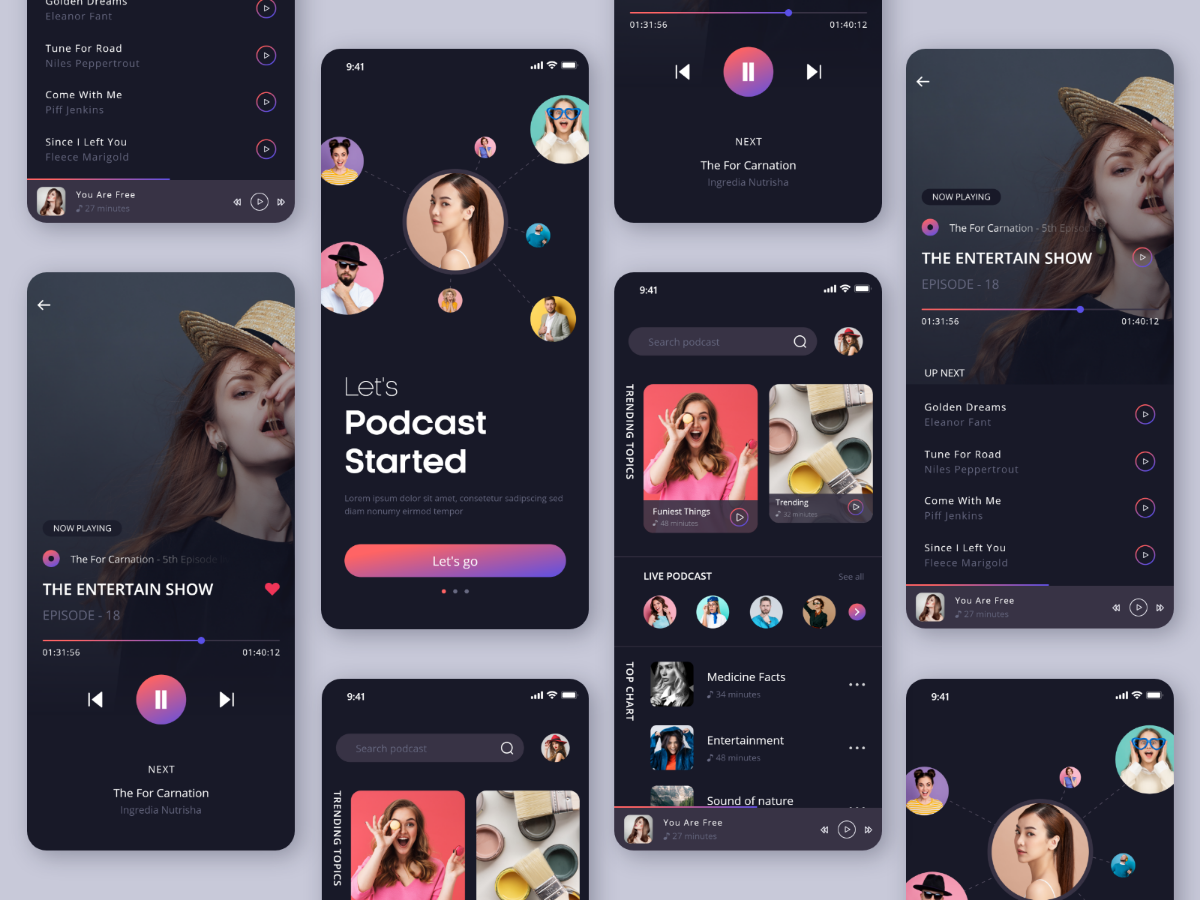 Golden Dreams
Eleanor Fant
Tune For Road
Niles Peppertrout
Come With Me
Piff Jenkins
Since I Left You
Fleece Marigold
You Are Free
27 minutes
NOW PLAYING
The For Carnation - 5th Episode
THE ENTERTAIN SHOW
EPISODE - 18
01:31:56 01:40:12
NEXT
The For Carnation
Ingredia Nutrisha
9:41
Let's
Podcast
Started
Lorem ipsum dolor sit amet, consetetur sadipscing sed
diam nonumy eirmod tempor
Let's go
9:41
Search podcast
TRENDING TOPICS
01:31:56 01:40:12
NEXT
The For Carnation
Ingredia Nutrisha
9:41
Search podcast
TRENDING TOPICS
Funiest Things
48 miniutes
Trending
32 miniutes
LIVE PODCAST See all
TOP CHART
Medicine Facts
34 minutes
Entertainment
48 minutes
Sound of nature
You Are Free
27 minutes
NOW PLAYING
The For Carnation - 5th Episode
THE ENTERTAIN SHOW
EPISODE - 18
01:31:56 01:40:12
UP NEXT
Golden Dreams
Eleanor Fant
Tune For Road
Niles Peppertrout
Come With Me
Piff Jenkins
Since I Left You
Fleece Marigold
You Are Free
27 minutes
9:41